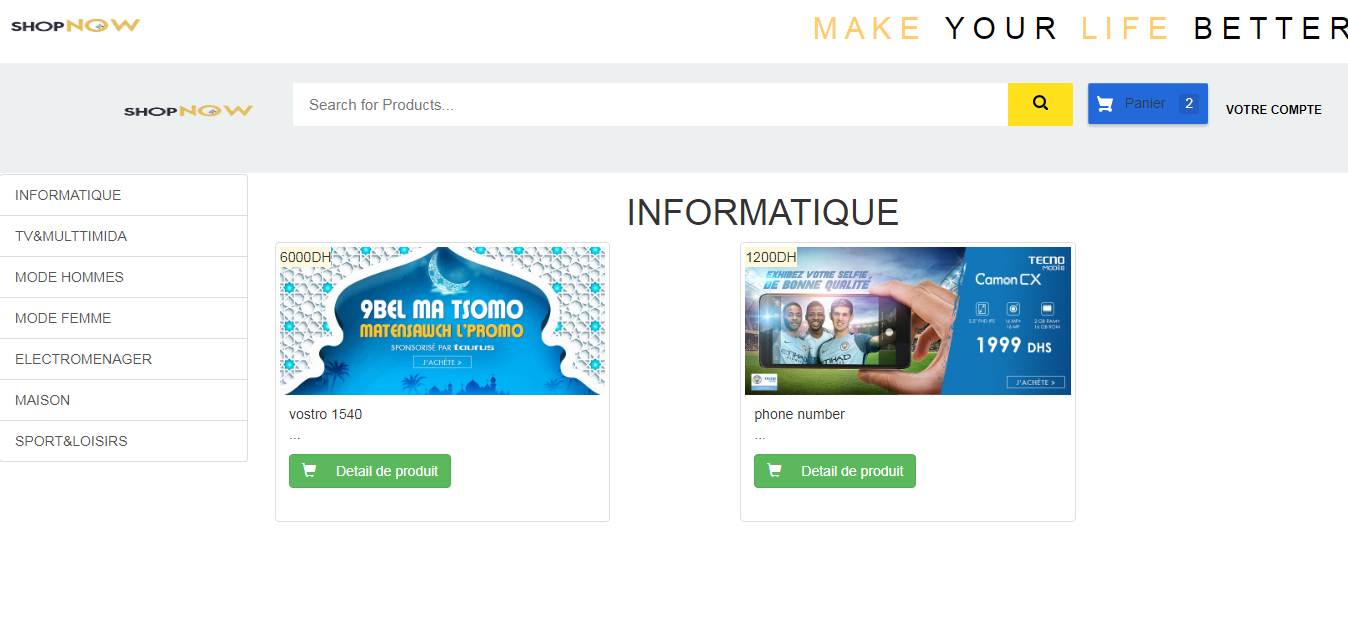 SHOPNOW
MAKE YOUR LIFE BETTER
SHOPNOW
Search for Products...
Panier 2
VOTRE COMPTE
INFORMATIQUE
TV&MULTTIMIDA
MODE HOMMES
MODE FEMME
ELECTROMENAGER
MAISON
SPORT&LOISIRS
INFORMATIQUE
6000DH
9BEL MA TSOMO
MATENSAWCH L'PROMO
SPONSORISÉ PAR taurus
J'ACHÈTE >
vostro 1540
...
Detail de produit
1200DH
EXHIBEZ VOTRE SELFIE,
DE BONNE QUALITÉ
TECNO
MOBILE
Camon CX
16 MP
1999 DHS
J'ACHÈTE >
phone number
...
Detail de produit